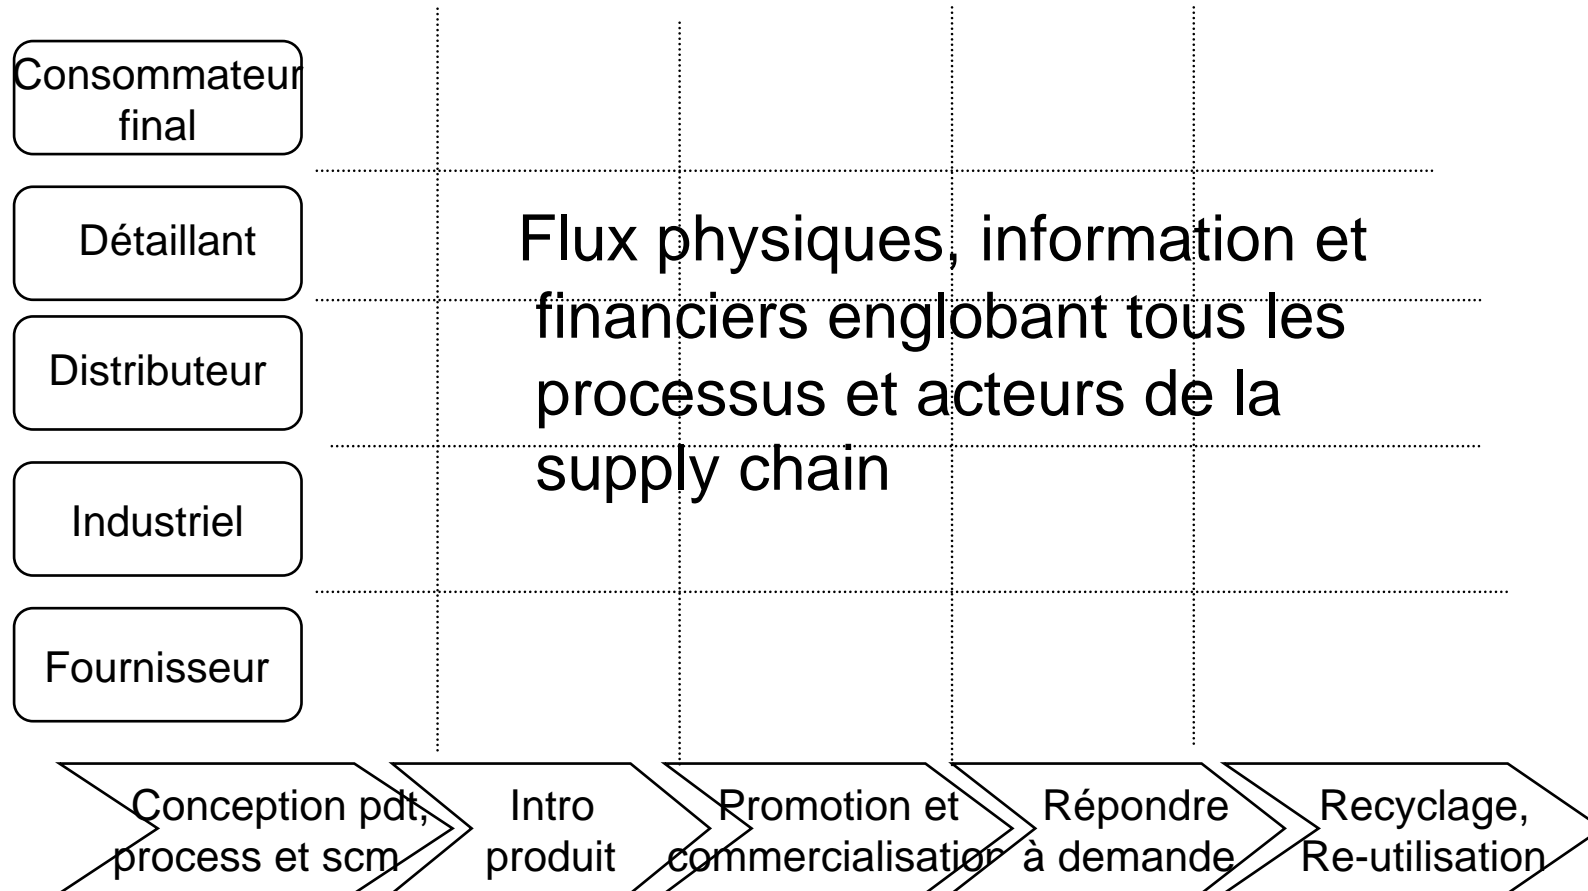 Consommateur
final
Détaillant
Flux physiques, information et
financiers englobant tous les
processus et acteurs de la
supply chain
Distributeur
Industriel
Fournisseur
Conception pdt,
process et scm
Intro
produit
Promotion et
commercialisation
Répondre
à demande
Recyclage,
Re-utilisation